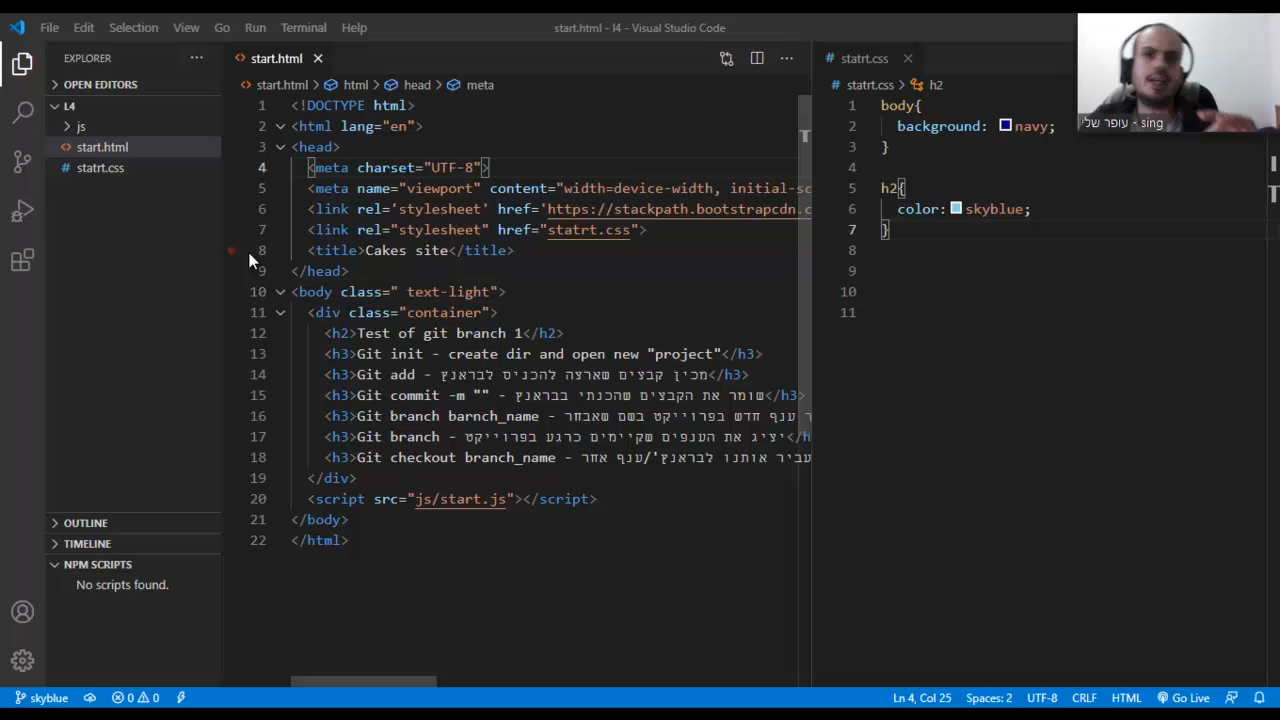 File Edit Selection View Go Run Terminal Help
start.html - l4 - Visual Studio Code
עופר שלי - sing
EXPLORER
OPEN EDITORS
L4
js
start.html
statrt.css
OUTLINE
TIMELINE
NPM SCRIPTS
No scripts found.
start.html
start.html > html > head > meta
1 <!DOCTYPE html>
2 <html lang="en">
3 <head>
4 <meta charset="UTF-8">
5 <meta name="viewport" content="width=device-width, initial-sc
6 <link rel='stylesheet' href='https://stackpath.bootstrapcdn.c
7 <link rel="stylesheet" href="statrt.css">
8 <title>Cakes site</title>
9 </head>
10 <body class=" text-light">
11 <div class="container">
12 <h2>Test of git branch 1</h2>
13 <h3>Git init - create dir and open new "project"</h3>
14 <h3>Git add - מכין קבצים שארצה להכניס לבראנץ</h3>
15 <h3>Git commit -m "" - שומר את הקבצים שהכנתי בבראנץ</h3>
16 <h3>Git branch barnch_name - ר ענף חדש בפרוייקט בשם שאבחר
17 <h3>Git branch - יציג את הענפים שקיימים כרגע בפרוייקט</h
18 <h3>Git checkout branch_name - עביר אותנו לבראנץ'/ענף אחר
19 </div>
20 <script src="js/start.js"></script>
21 </body>
22 </html>
statrt.css
statrt.css > h2
1 body{
2 background: navy;
3 }
4
5 h2{
6 color: skyblue;
7 }
8
9
10
11
skyblue 0 0 Ln 4, Col 25 Spaces: 2 UTF-8 CRLF HTML Go Live